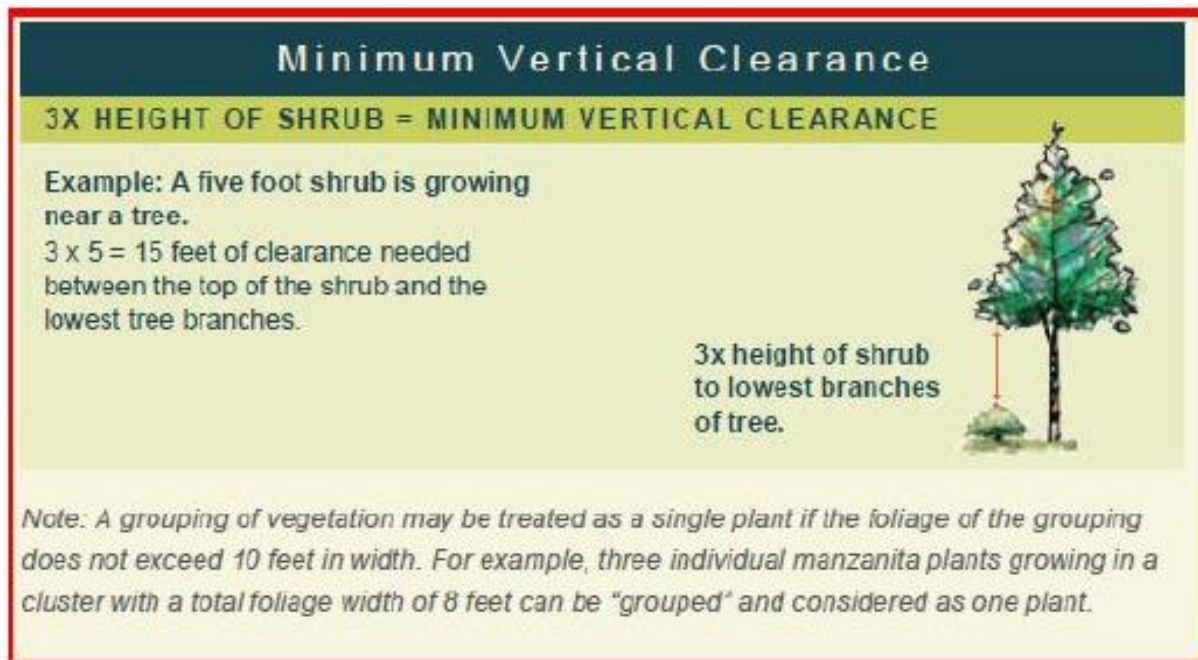 Minimum Vertical Clearance
3X HEIGHT OF SHRUB = MINIMUM VERTICAL CLEARANCE
Example: A five foot shrub is growing
near a tree.
3 x 5 = 15 feet of clearance needed
between the top of the shrub and the
lowest tree branches.
3x height of shrub
to lowest branches
of tree.
Note: A grouping of vegetation may be treated as a single plant if the foliage of the grouping
does not exceed 10 feet in width. For example, three individual manzanita plants growing in a
cluster with a total foliage width of 8 feet can be "grouped" and considered as one plant.